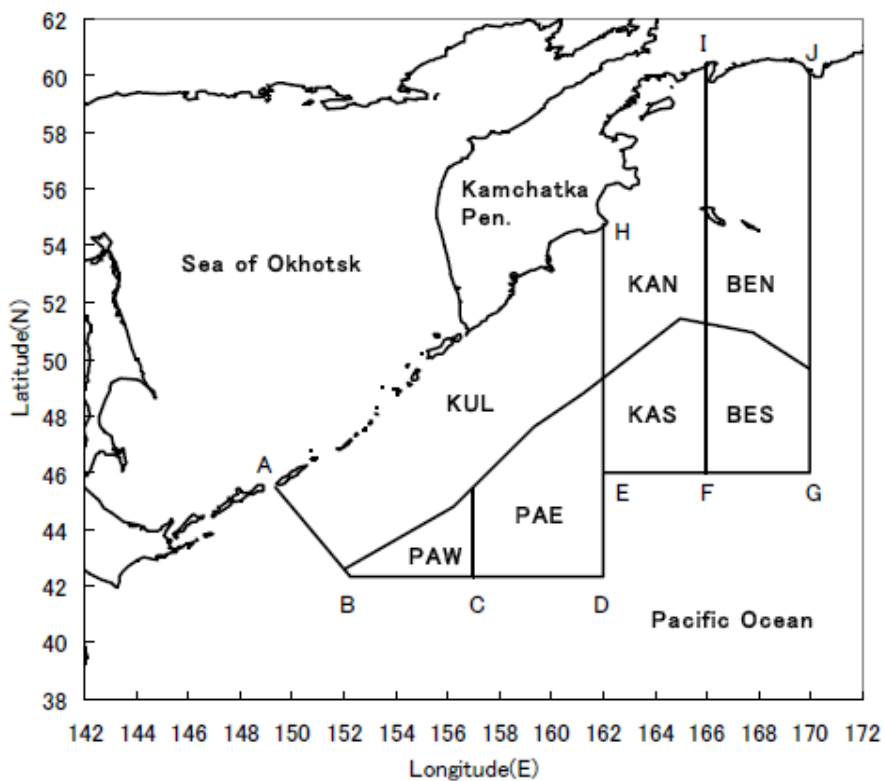 62
60
58
56
54
52
50
48
46
44
42
40
38
Latitude(N)
I
J
Kamchatka
Pen.
H
Sea of Okhotsk
KAN
BEN
KUL
KAS
BES
A
E
F
G
PAE
PAW
B
C
D
Pacific Ocean
142 144 146 148 150 152 154 156 158 160 162 164 166 168 170 172
Longitude(E)